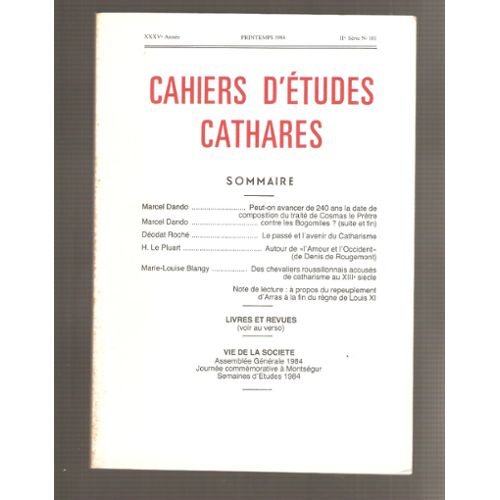 XXXVe Année PRINTEMPS 1984 IIe Série No 101
CAHIERS D'ÉTUDES
CATHARES
SOMMAIRE
Marcel Dando .......................... Peut-on avancer de 240 ans la date de
composition du traité de Cosmas le Prêtre
Marcel Dando .......................... contre les Bogomiles ? (suite et fin)
Déodat Roché .......................... Le passé et l'avenir du Catharisme
H. Le Pluart .......................... Autour de «l'Amour et l'Occident»
(de Denis de Rougemont)
Marie-Louise Blangy ................ Des chevaliers roussillonnais accusés
de catharisme au XIIIe siècle
Note de lecture : à propos du repeuplement
d'Arras à la fin du règne de Louis XI
LIVRES ET REVUES
(voir au verso)
VIE DE LA SOCIETE
Assemblée Générale 1984
Journée commémorative à Montségur
Semaines d'Etudes 1984